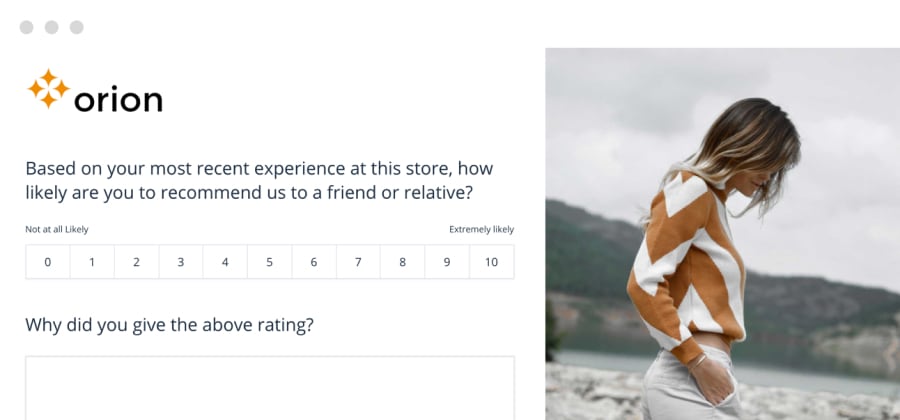 orion
Based on your most recent experience at this store, how
likely are you to recommend us to a friend or relative?
Not at all Likely Extremely likely
0 1 2 3 4 5 6 7 8 9 10
Why did you give the above rating?